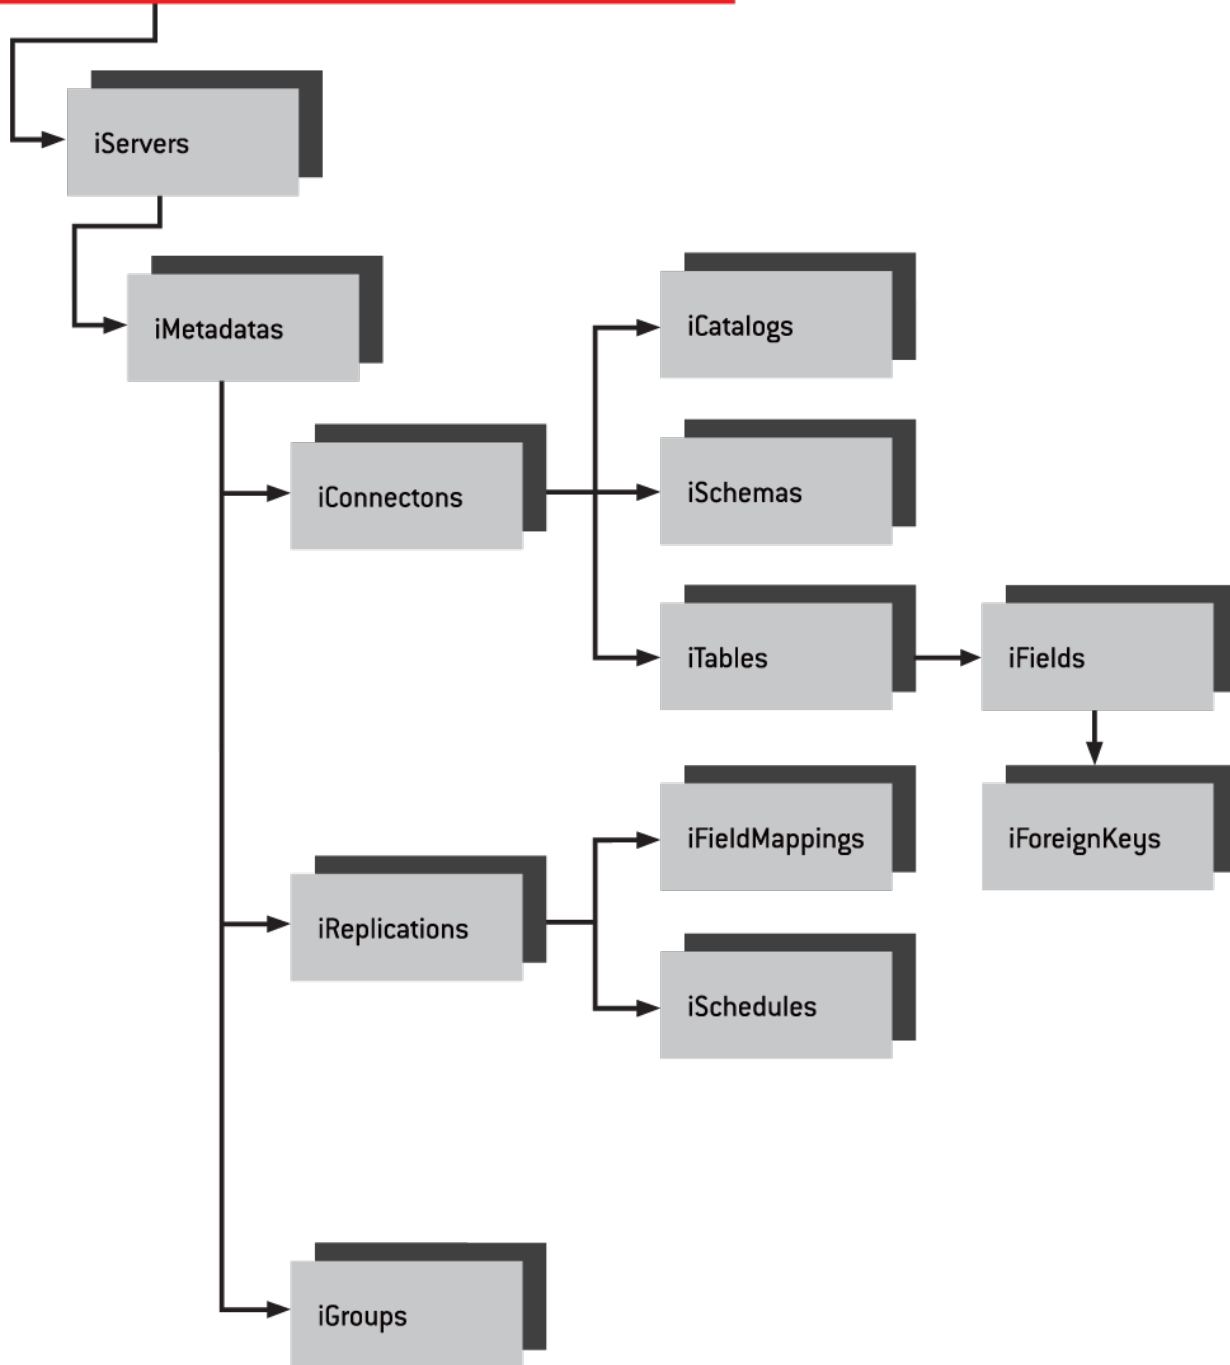 iServers
iMetadatas
iCatalogs
iConnectons
iSchemas
iTables
iFields
iFieldMappings
iForeignKeys
iReplications
iSchedules
iGroups